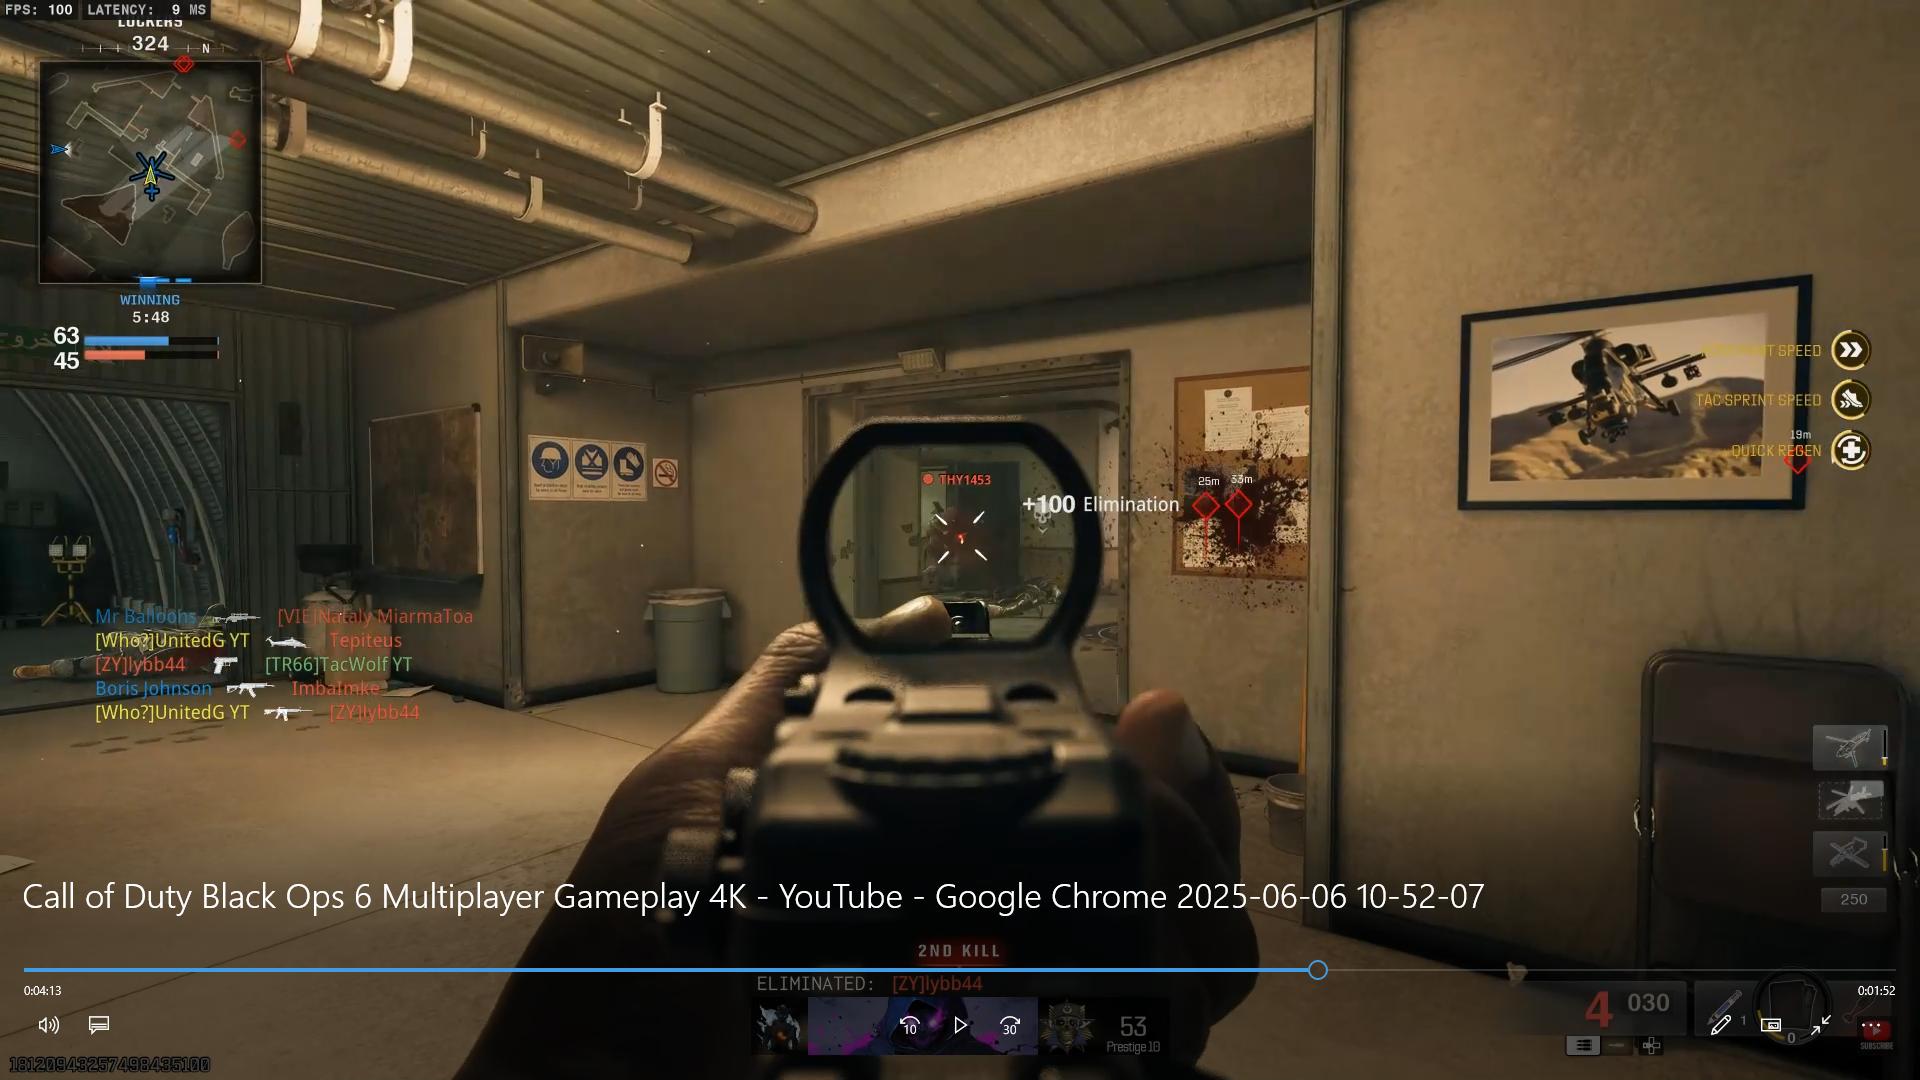 FPS: 100 LATENCY: 9 MS
LOCKERS
324 N
WINNING
5:48
63
45
TAC SPRINT SPEED
19m
QUICK REGEN
THY1453
+100 Elimination
25m 33m
Mr Balloons [VIE]Nataly MiarmaToa
[Who?]UnitedG YT Tepiteus
[ZY]lybb44 [TR66]TacWolf YT
Boris Johnson ImbaImke
[Who?]UnitedG YT [ZY]lybb44
Call of Duty Black Ops 6 Multiplayer Gameplay 4K - YouTube - Google Chrome 2025-06-06 10-52-07
250
2ND KILL
ELIMINATED: [ZY]lybb44
0:04:13
0:01:52
4 030
1
10
30
53
Prestige 10
0
SUBSCRIBE
18120943257498435100